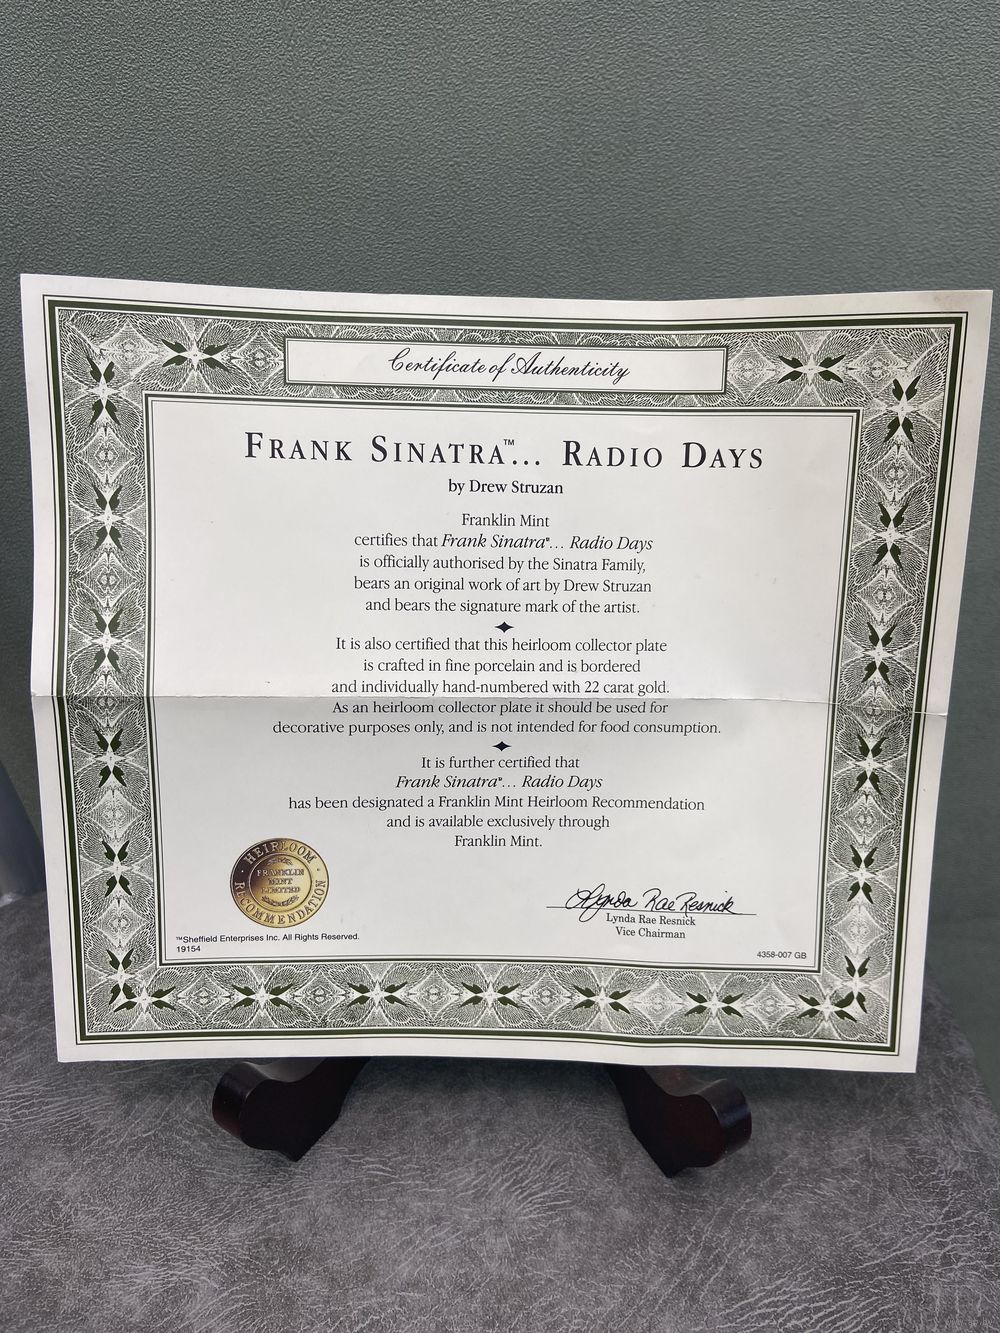 Certificate of Authenticity
FRANK SINATRA™... RADIO DAYS
by Drew Struzan
Franklin Mint
certifies that Frank Sinatra®... Radio Days
is officially authorised by the Sinatra Family,
bears an original work of art by Drew Struzan
and bears the signature mark of the artist.
It is also certified that this heirloom collector plate
is crafted in fine porcelain and is bordered
and individually hand-numbered with 22 carat gold.
As an heirloom collector plate it should be used for
decorative purposes only, and is not intended for food consumption.
It is further certified that
Frank Sinatra®... Radio Days
has been designated a Franklin Mint Heirloom Recommendation
and is available exclusively through
Franklin Mint.
HEIRLOOM
FRANKLIN
MINT
LIMITED
RECOMMENDATION
Lynda Rae Resnick
Lynda Rae Resnick
Vice Chairman
™Sheffield Enterprises Inc. All Rights Reserved.
19154
4358-007 GB